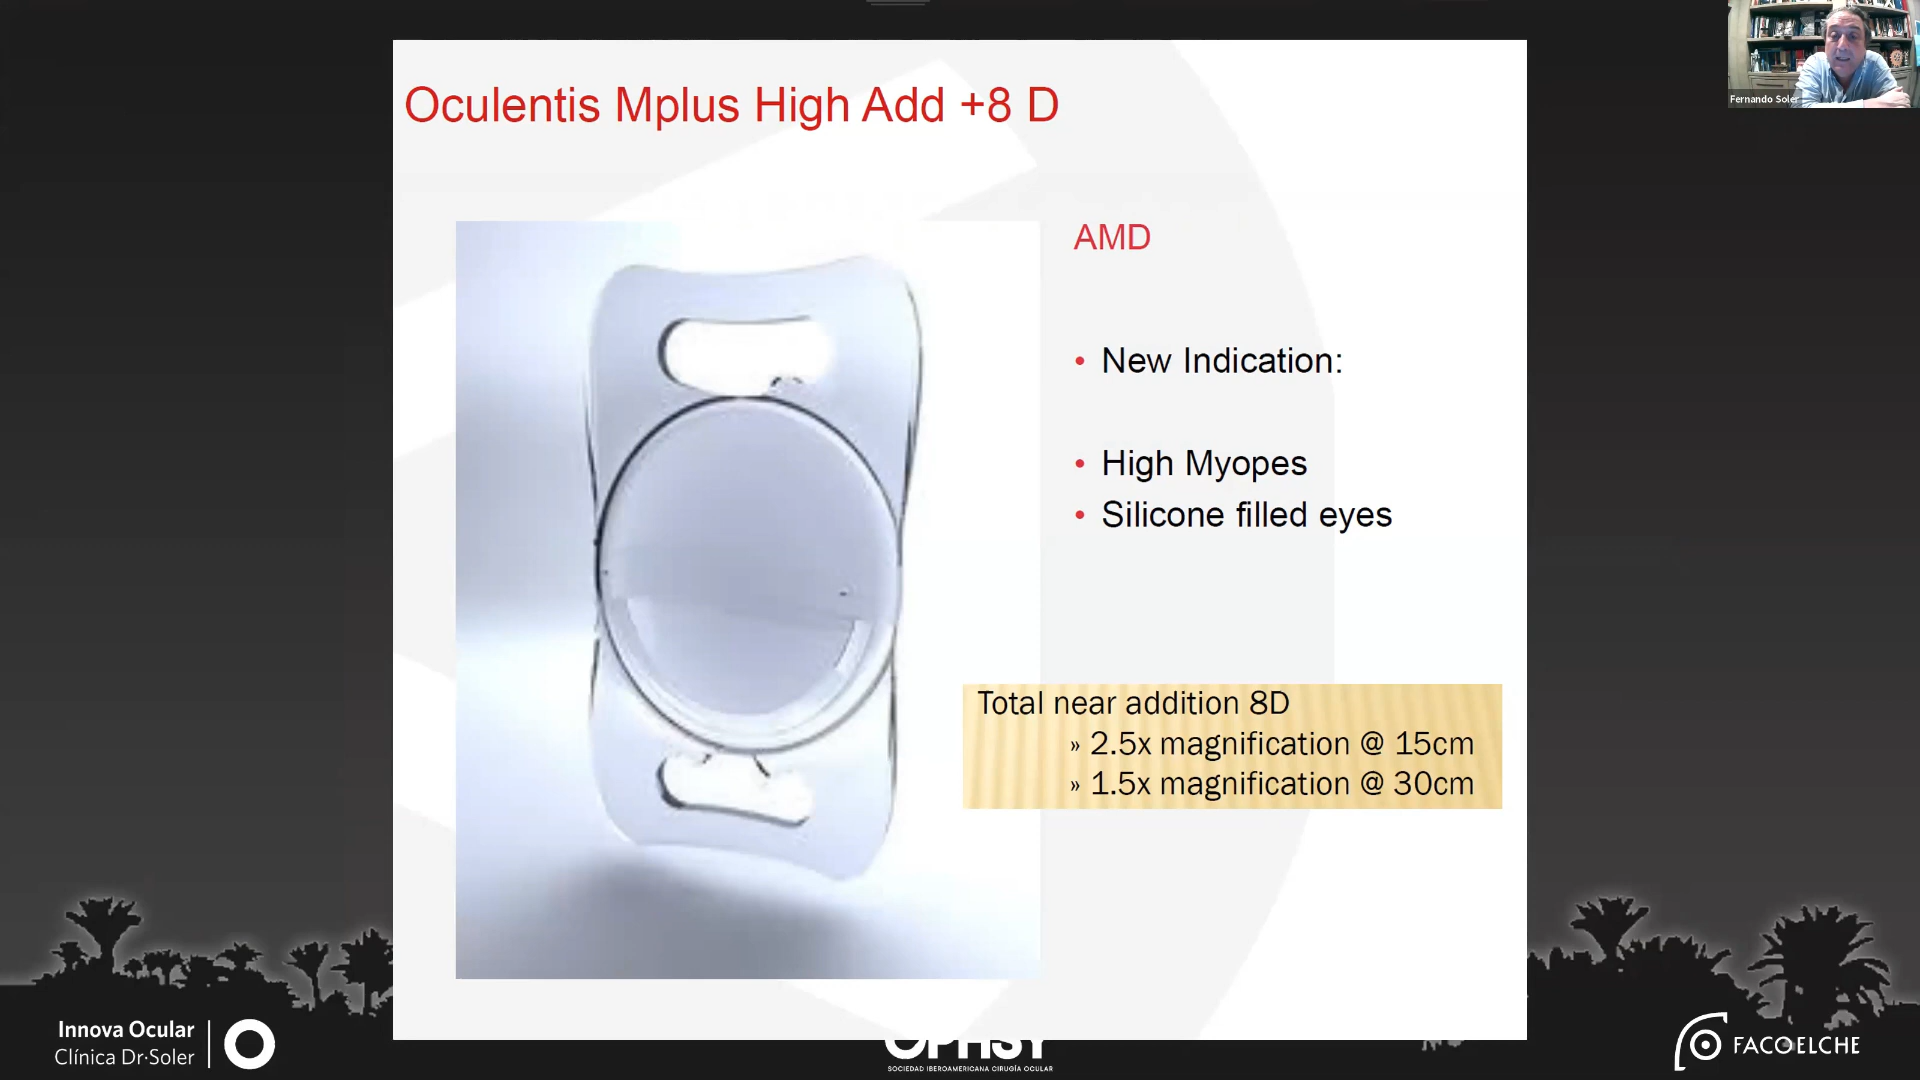 Oculentis Mplus High Add +8 D
Fernando Soler
AMD
• New Indication:
• High Myopes
• Silicone filled eyes
Total near addition 8D
» 2.5x magnification @ 15cm
» 1.5x magnification @ 30cm
Innova Ocular
Clínica Dr·Soler
OPHSY
SOCIEDAD IBEROAMERICANA CIRUGÍA OCULAR
FACOELCHE